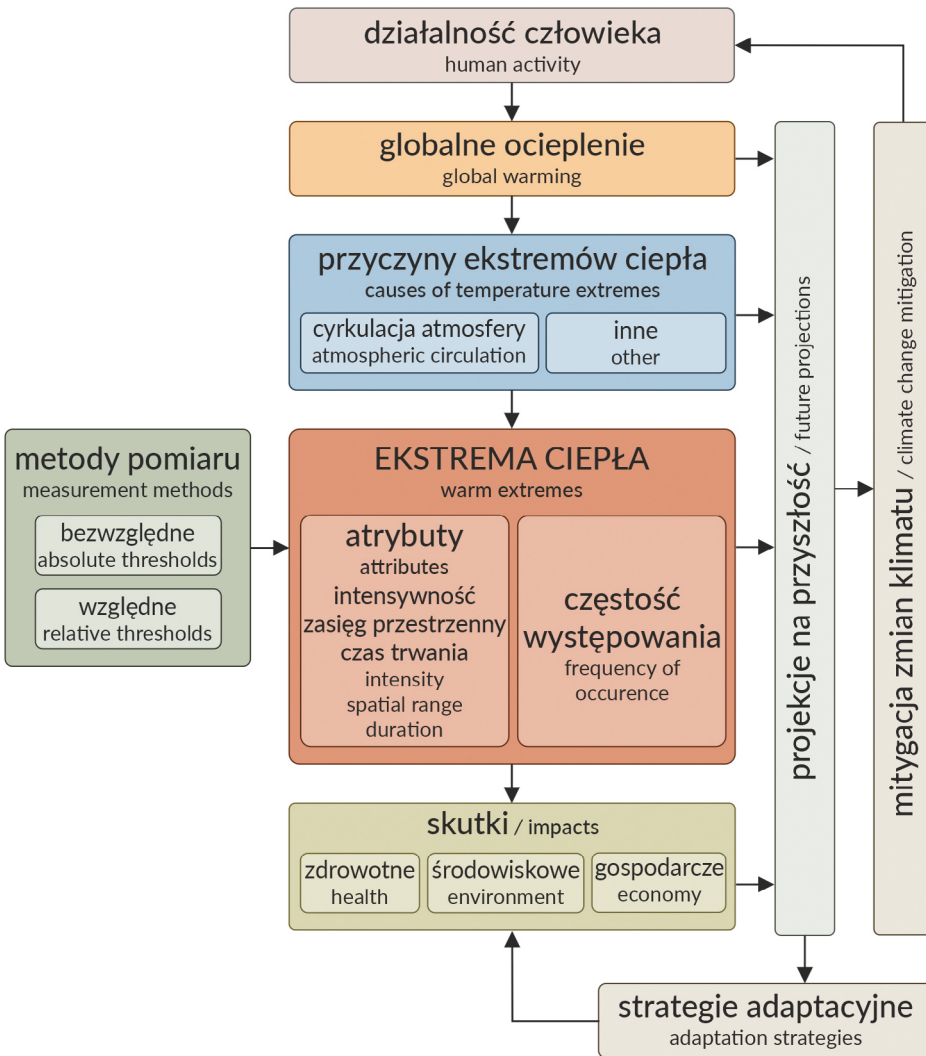 działalność człowieka
human activity
globalne ocieplenie
global warming
przyczyny ekstremów ciepła
causes of temperature extremes
cyrkulacja atmosfery
atmospheric circulation
inne
other
metody pomiaru
measurement methods
bezwzględne
absolute thresholds
względne
relative thresholds
EKSTREMA CIEPŁA
warm extremes
atrybuty
attributes
intensywność
zasięg przestrzenny
czas trwania
intensity
spatial range
duration
częstość
występowania
frequency of
occurence
skutki / impacts
zdrowotne
health
środowiskowe
environment
gospodarcze
economy
projekcje na przyszłość / future projections
mitygacja zmian klimatu / climate change mitigation
strategie adaptacyjne
adaptation strategies